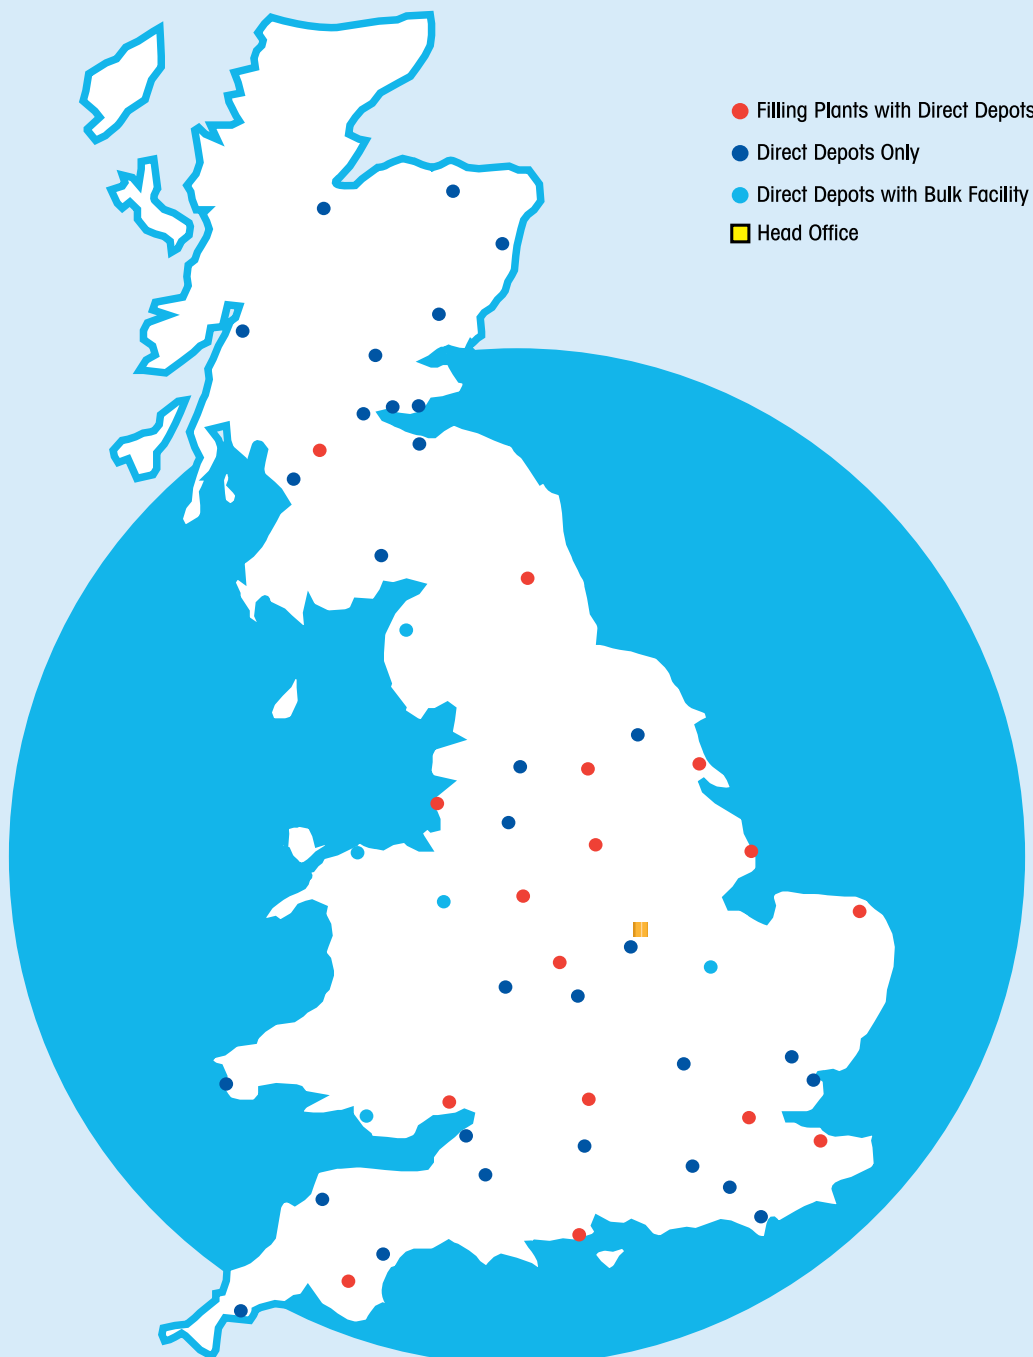 Filling Plants with Direct Depots
Direct Depots Only
Direct Depots with Bulk Facility
Head Office